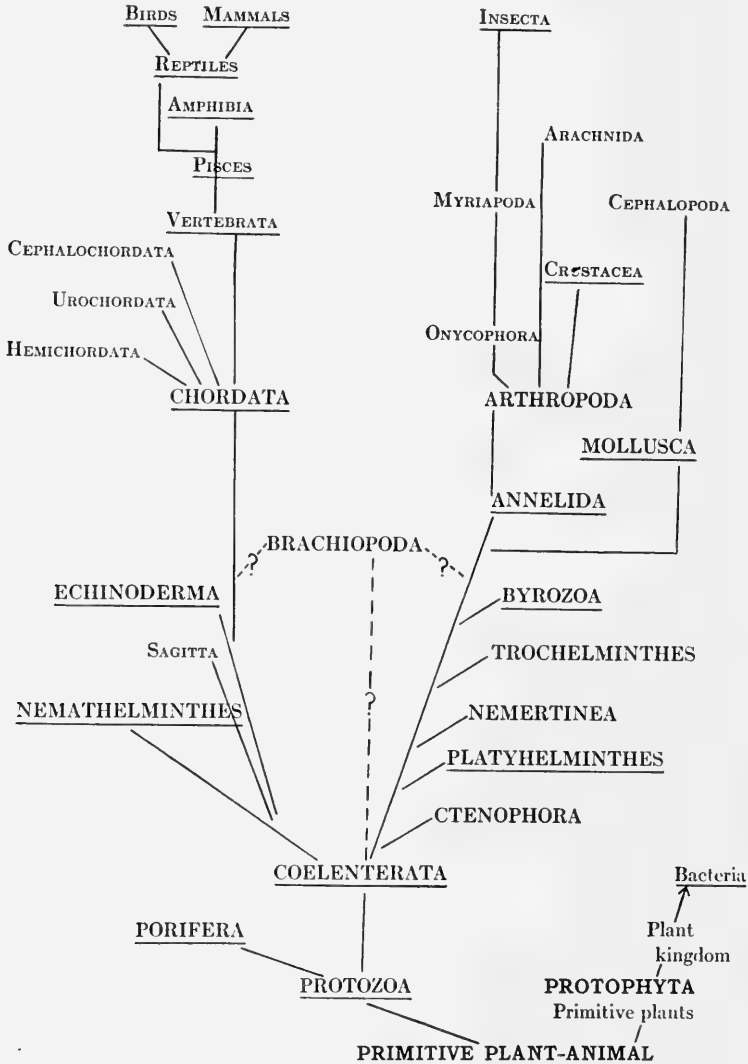 BIRDS MAMMALS
INSECTA
REPTILES
AMPHIBIA
ARACHNIDA
PISCES
MYRIAPODA
CEPHALOPODA
VERTEBRATA
CEPHALOCHORDATA
CRUSTACEA
UROCHORDATA
ONYCOPHORA
HEMICHORDATA
CHORDATA
ARTHROPODA
MOLLUSCA
ANNELIDA
BRACHIOPODA
? ?
ECHINODERMA
BYROZOA
SAGITTA
TROCHELMINTHES
?
NEMATHELMINTHES
NEMERTINEA
PLATYHELMINTHES
CTENOPHORA
COELENTERATA
Bacteria
PORIFERA
Plant
kingdom
PROTOZOA
PROTOPHYTA
Primitive plants
PRIMITIVE PLANT-ANIMAL